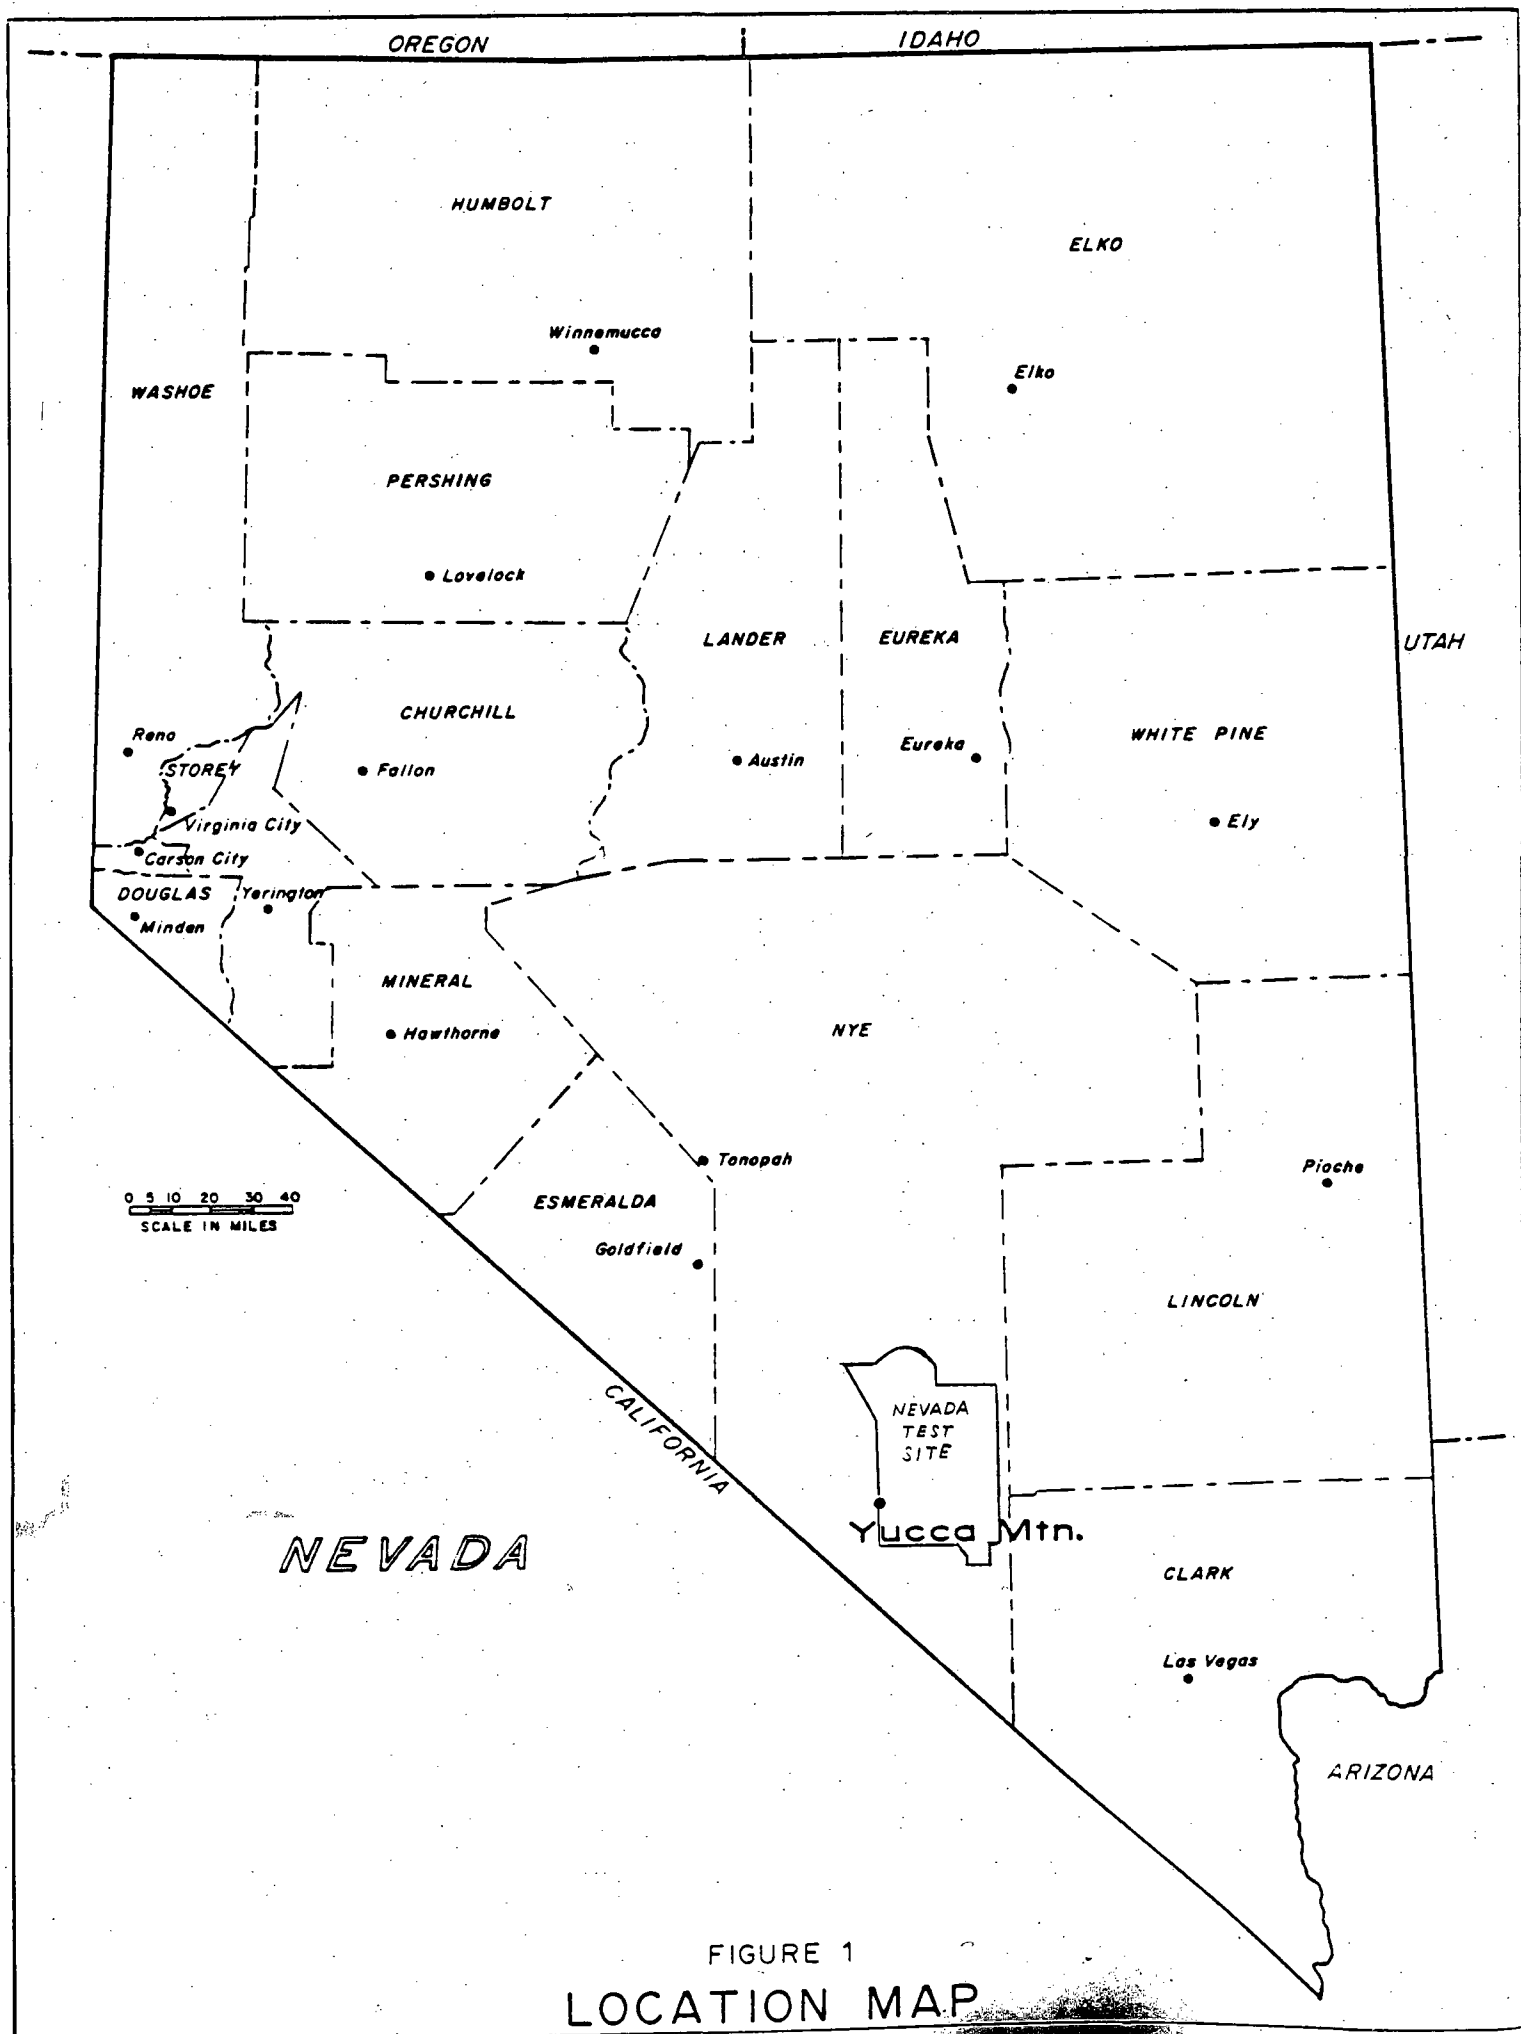 OREGON
IDAHO
HUMBOLT
ELKO
Winnemucca
Elko
WASHOE
PERSHING
Lovelock
LANDER
EUREKA
UTAH
CHURCHILL
WHITE PINE
Reno
Eureka
Austin
STOREY
Fallon
Virginia City
Ely
Carson City
DOUGLAS
Yerington
Minden
MINERAL
Hawthorne
NYE
Tonopah
Pioche
0 5 10 20 30 40
SCALE IN MILES
ESMERALDA
Goldfield
LINCOLN
CALIFORNIA
NEVADA
TEST
SITE
Yucca Mtn.
NEVADA
CLARK
Las Vegas
ARIZONA
FIGURE 1
LOCATION MAP